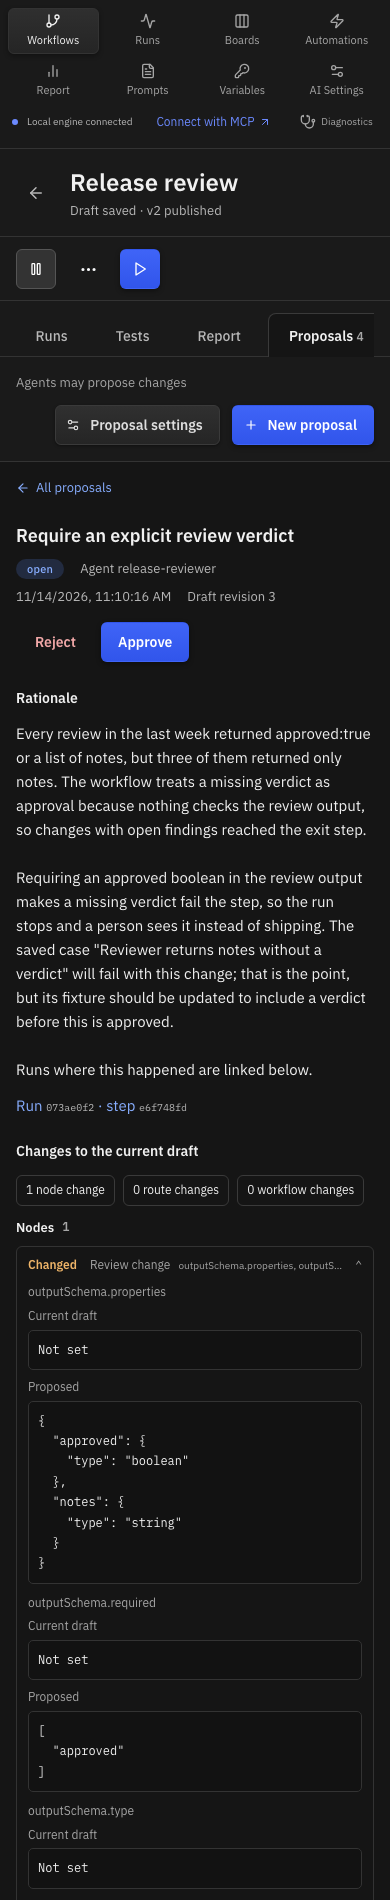 Workflows
Runs
Boards
Automations
Report
Prompts
Variables
AI Settings
Local engine connected
Connect with MCP
Diagnostics
Release review
Draft saved · v2 published
Runs
Tests
Report
Proposals 4
Agents may propose changes
Proposal settings
New proposal
All proposals
Require an explicit review verdict
open
Agent release-reviewer
11/14/2026, 11:10:16 AM
Draft revision 3
Reject
Approve
Rationale
Every review in the last week returned approved:true
or a list of notes, but three of them returned only
notes. The workflow treats a missing verdict as
approval because nothing checks the review output,
so changes with open findings reached the exit step.
Requiring an approved boolean in the review output
makes a missing verdict fail the step, so the run
stops and a person sees it instead of shipping. The
saved case "Reviewer returns notes without a
verdict" will fail with this change; that is the point,
but its fixture should be updated to include a verdict
before this is approved.
Runs where this happened are linked below.
Run 073ae0f2 · step e6f748fd
Changes to the current draft
1 node change
0 route changes
0 workflow changes
Nodes 1
Changed Review change outputSchema.properties, outputS...
outputSchema.properties
Current draft
Not set
Proposed
{
"approved": {
"type": "boolean"
},
"notes": {
"type": "string"
}
}
outputSchema.required
Current draft
Not set
Proposed
[
"approved"
]
outputSchema.type
Current draft
Not set